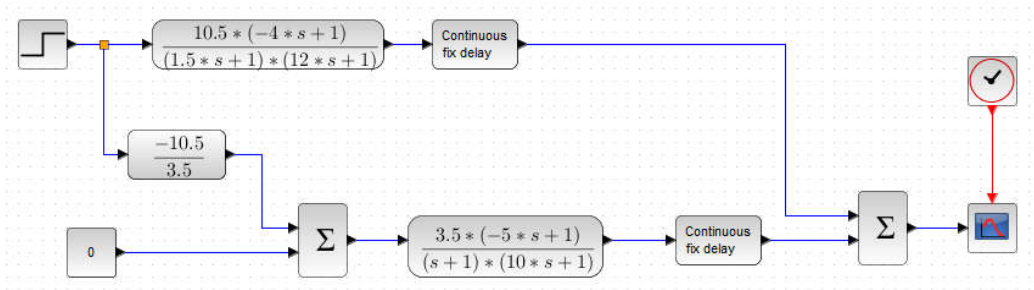 10.5 * (−4 * s + 1)
(1.5 * s + 1) * (12 * s + 1)
Continuous
fix delay
−10.5
3.5
0
Σ
3.5 * (−5 * s + 1)
(s + 1) * (10 * s + 1)
Continuous
fix delay
Σ